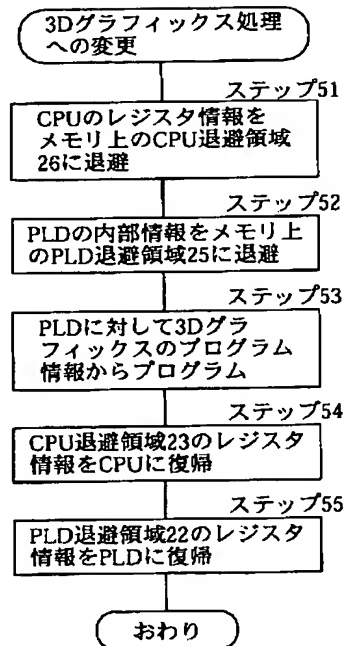 3Dグラフィックス処理
への変更
ステップ51
CPUのレジスタ情報を
メモリ上のCPU退避領域
26に退避
ステップ52
PLDの内部情報をメモリ上
のPLD退避領域25に退避
ステップ53
PLDに対して3Dグラ
フィックスのプログラム
情報からプログラム
ステップ54
CPU退避領域23のレジスタ
情報をCPUに復帰
ステップ55
PLD退避領域22のレジスタ
情報をPLDに復帰
おわり